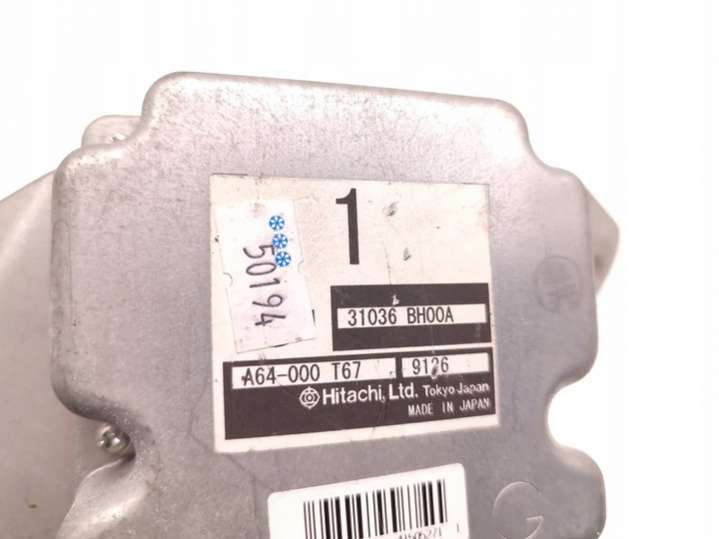 1
50194
31036 BH00A
A64-000 T67 9126
Hitachi, Ltd. Tokyo Japan
MADE IN JAPAN
G